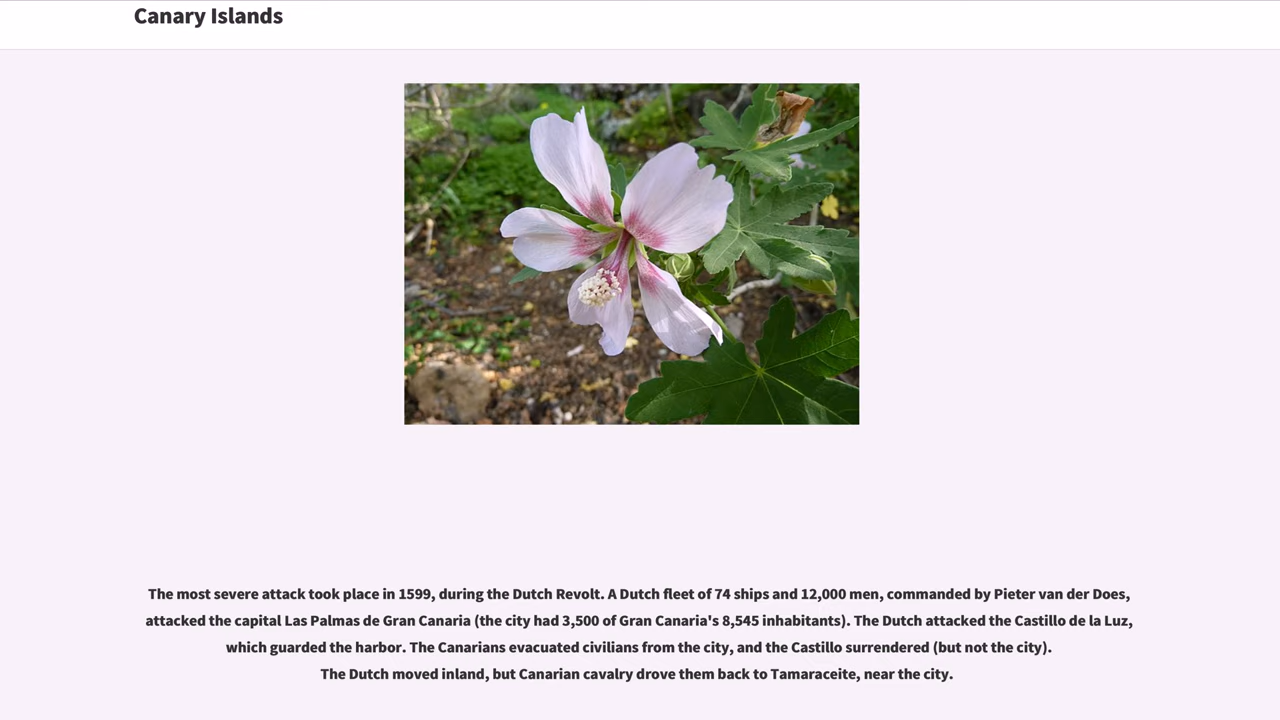 Canary Islands
The most severe attack took place in 1599, during the Dutch Revolt. A Dutch fleet of 74 ships and 12,000 men, commanded by Pieter van der Does,
attacked the capital Las Palmas de Gran Canaria (the city had 3,500 of Gran Canaria's 8,545 inhabitants). The Dutch attacked the Castillo de la Luz,
which guarded the harbor. The Canarians evacuated civilians from the city, and the Castillo surrendered (but not the city).
The Dutch moved inland, but Canarian cavalry drove them back to Tamaraceite, near the city.